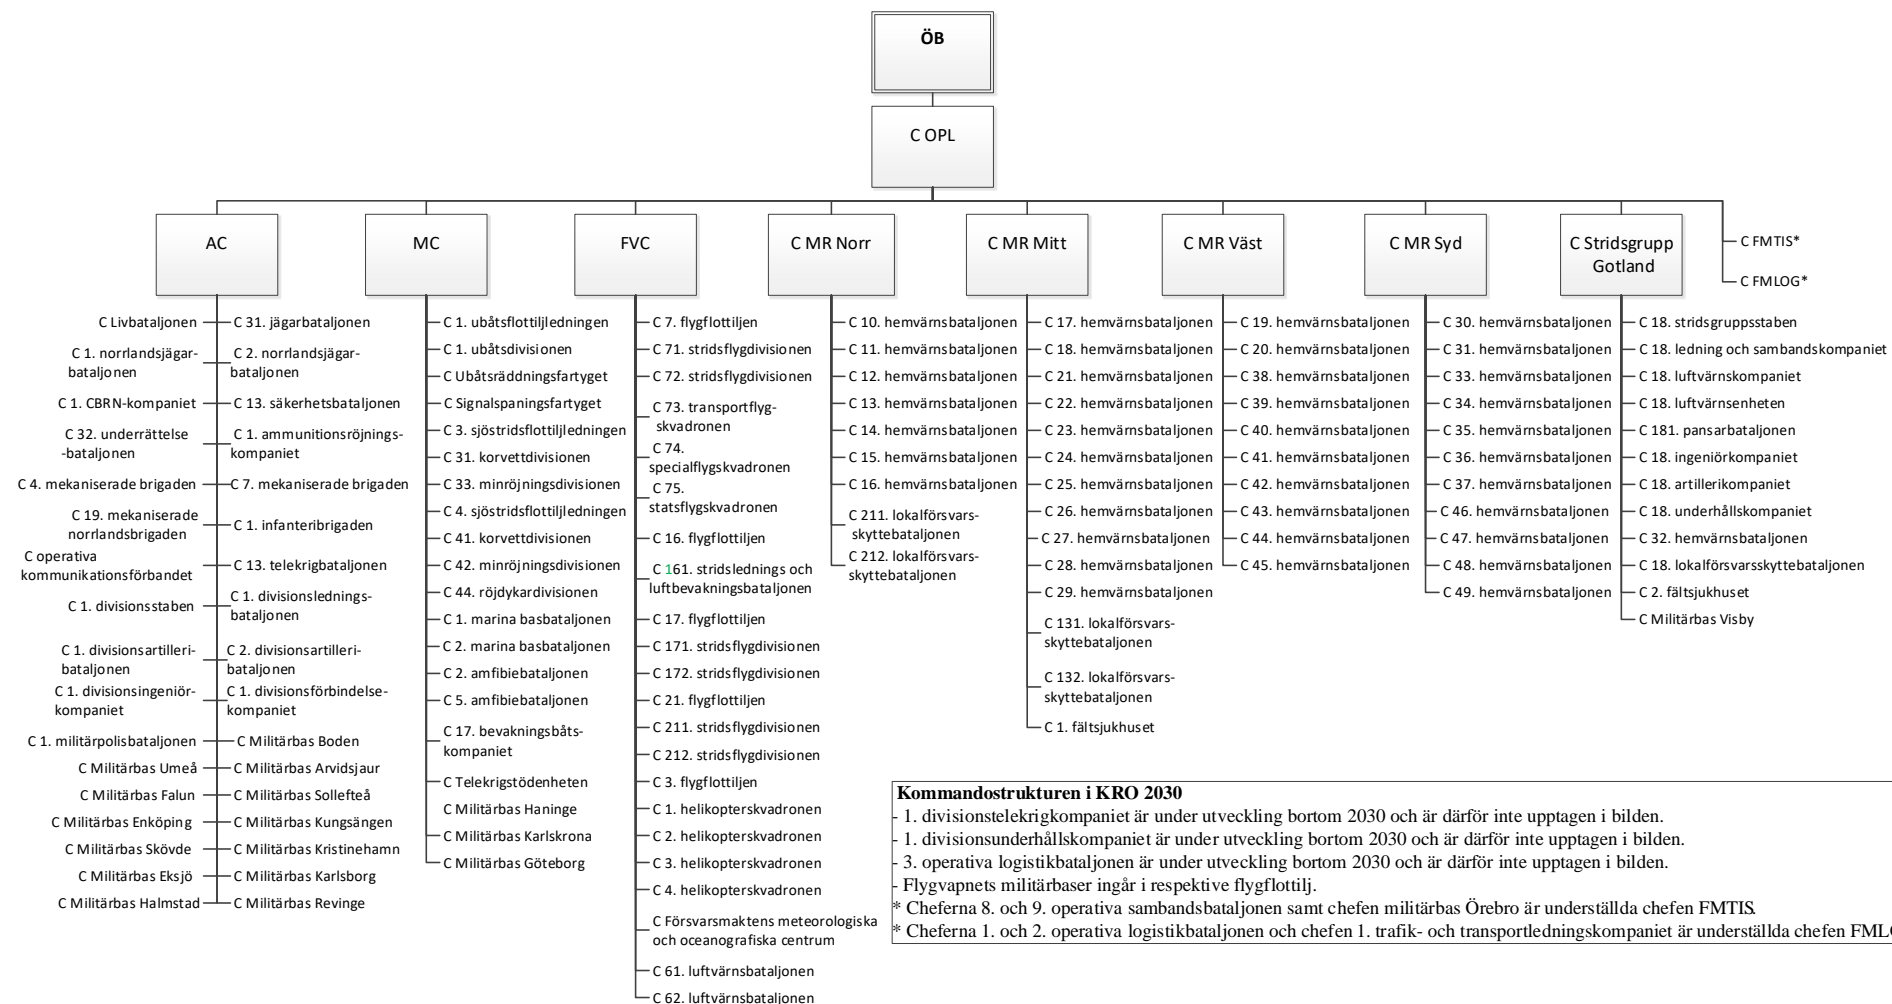 ÖB
C OPL
AC
MC
FVC
C MR Norr
C MR Mitt
C MR Väst
C MR Syd
C Stridsgrupp
Gotland
C FMTIS*
C FMLOG*
C Livbataljonen
C 31. jägarbataljonen
C 1. norrlandsjägar-
bataljonen
C 2. norrlandsjägar-
bataljonen
C 1. CBRN-kompaniet
C 13. säkerhetsbataljonen
C 32. underrättelse
-bataljonen
C 1. ammunitionsröjnings-
kompaniet
C 4. mekaniserade brigaden
C 7. mekaniserade brigaden
C 19. mekaniserade
norrlandsbrigaden
C 1. infanteribrigaden
C operativa
kommunikationsförbandet
C 13. telekrigbataljonen
C 1. divisionsstaben
C 1. divisionslednings-
bataljonen
C 1. divisionsartilleri-
bataljonen
C 2. divisionsartilleri-
bataljonen
C 1. divisionsingeniör-
kompaniet
C 1. divisionsförbindelse-
kompaniet
C 1. militärpolisbataljonen
C Militärbas Boden
C Militärbas Umeå
C Militärbas Arvidsjaur
C Militärbas Falun
C Militärbas Sollefteå
C Militärbas Enköping
C Militärbas Kungsängen
C Militärbas Skövde
C Militärbas Kristinehamn
C Militärbas Eksjö
C Militärbas Karlsborg
C Militärbas Halmstad
C Militärbas Revinge
C 1. ubåtsflottiljledningen
C 1. ubåtsdivisionen
C Ubåtsräddningsfartyget
C Signalspaningsfartyget
C 3. sjöstridsflottiljledningen
C 31. korvettdivisionen
C 33. minröjningsdivisionen
C 4. sjöstridsflottiljledningen
C 41. korvettdivisionen
C 42. minröjningsdivisionen
C 44. röjdykardivisionen
C 1. marina basbataljonen
C 2. marina basbataljonen
C 2. amfibiebataljonen
C 5. amfibiebataljonen
C 17. bevakningsbåts-
kompaniet
C Telekrigstödenheten
C Militärbas Haninge
C Militärbas Karlskrona
C Militärbas Göteborg
C 7. flygflottiljen
C 71. stridsflygdivisionen
C 72. stridsflygdivisionen
C 73. transportflyg-
skvadronen
C 74.
specialflygskvadronen
C 75.
statsflygskvadronen
C 16. flygflottiljen
C 161. stridslednings och
luftbevakningsbataljonen
C 17. flygflottiljen
C 171. stridsflygdivisionen
C 172. stridsflygdivisionen
C 21. flygflottiljen
C 211. stridsflygdivisionen
C 212. stridsflygdivisionen
C 3. flygflottiljen
C 1. helikopterskvadronen
C 2. helikopterskvadronen
C 3. helikopterskvadronen
C 4. helikopterskvadronen
C Försvarsmaktens meteorologiska
och oceanografiska centrum
C 61. luftvärnsbataljonen
C 62. luftvärnsbataljonen
C 10. hemvärnsbataljonen
C 11. hemvärnsbataljonen
C 12. hemvärnsbataljonen
C 13. hemvärnsbataljonen
C 14. hemvärnsbataljonen
C 15. hemvärnsbataljonen
C 16. hemvärnsbataljonen
C 211. lokalförsvars-
skyttebataljonen
C 212. lokalförsvars-
skyttebataljonen
C 17. hemvärnsbataljonen
C 18. hemvärnsbataljonen
C 21. hemvärnsbataljonen
C 22. hemvärnsbataljonen
C 23. hemvärnsbataljonen
C 24. hemvärnsbataljonen
C 25. hemvärnsbataljonen
C 26. hemvärnsbataljonen
C 27. hemvärnsbataljonen
C 28. hemvärnsbataljonen
C 29. hemvärnsbataljonen
C 131. lokalförsvars-
skyttebataljonen
C 132. lokalförsvars-
skyttebataljonen
C 1. fältsjukhuset
C 19. hemvärnsbataljonen
C 20. hemvärnsbataljonen
C 38. hemvärnsbataljonen
C 39. hemvärnsbataljonen
C 40. hemvärnsbataljonen
C 41. hemvärnsbataljonen
C 42. hemvärnsbataljonen
C 43. hemvärnsbataljonen
C 44. hemvärnsbataljonen
C 45. hemvärnsbataljonen
C 30. hemvärnsbataljonen
C 31. hemvärnsbataljonen
C 33. hemvärnsbataljonen
C 34. hemvärnsbataljonen
C 35. hemvärnsbataljonen
C 36. hemvärnsbataljonen
C 37. hemvärnsbataljonen
C 46. hemvärnsbataljonen
C 47. hemvärnsbataljonen
C 48. hemvärnsbataljonen
C 49. hemvärnsbataljonen
C 18. stridsgruppsstaben
C 18. ledning och sambandskompaniet
C 18. luftvärnskompaniet
C 18. luftvärnsenheten
C 181. pansarbataljonen
C 18. ingeniörkompaniet
C 18. artillerikompaniet
C 18. underhållskompaniet
C 32. hemvärnsbataljonen
C 18. lokalförsvarsskyttebataljonen
C 2. fältsjukhuset
C Militärbas Visby
Kommandostrukturen i KRO 2030
- 1. divisionstelekrigkompaniet är under utveckling bortom 2030 och är därför inte upptagen i bilden.
- 1. divisionsunderhållskompaniet är under utveckling bortom 2030 och är därför inte upptagen i bilden.
- 3. operativa logistikbataljonen är under utveckling bortom 2030 och är därför inte upptagen i bilden.
- Flygvapnets militärbaser ingår i respektive flygflottilj.
* Cheferna 8. och 9. operativa sambandsbataljonen samt chefen militärbas Örebro är underställda chefen FMTIS.
* Cheferna 1. och 2. operativa logistikbataljonen och chefen 1. trafik- och transportledningskompaniet är underställda chefen